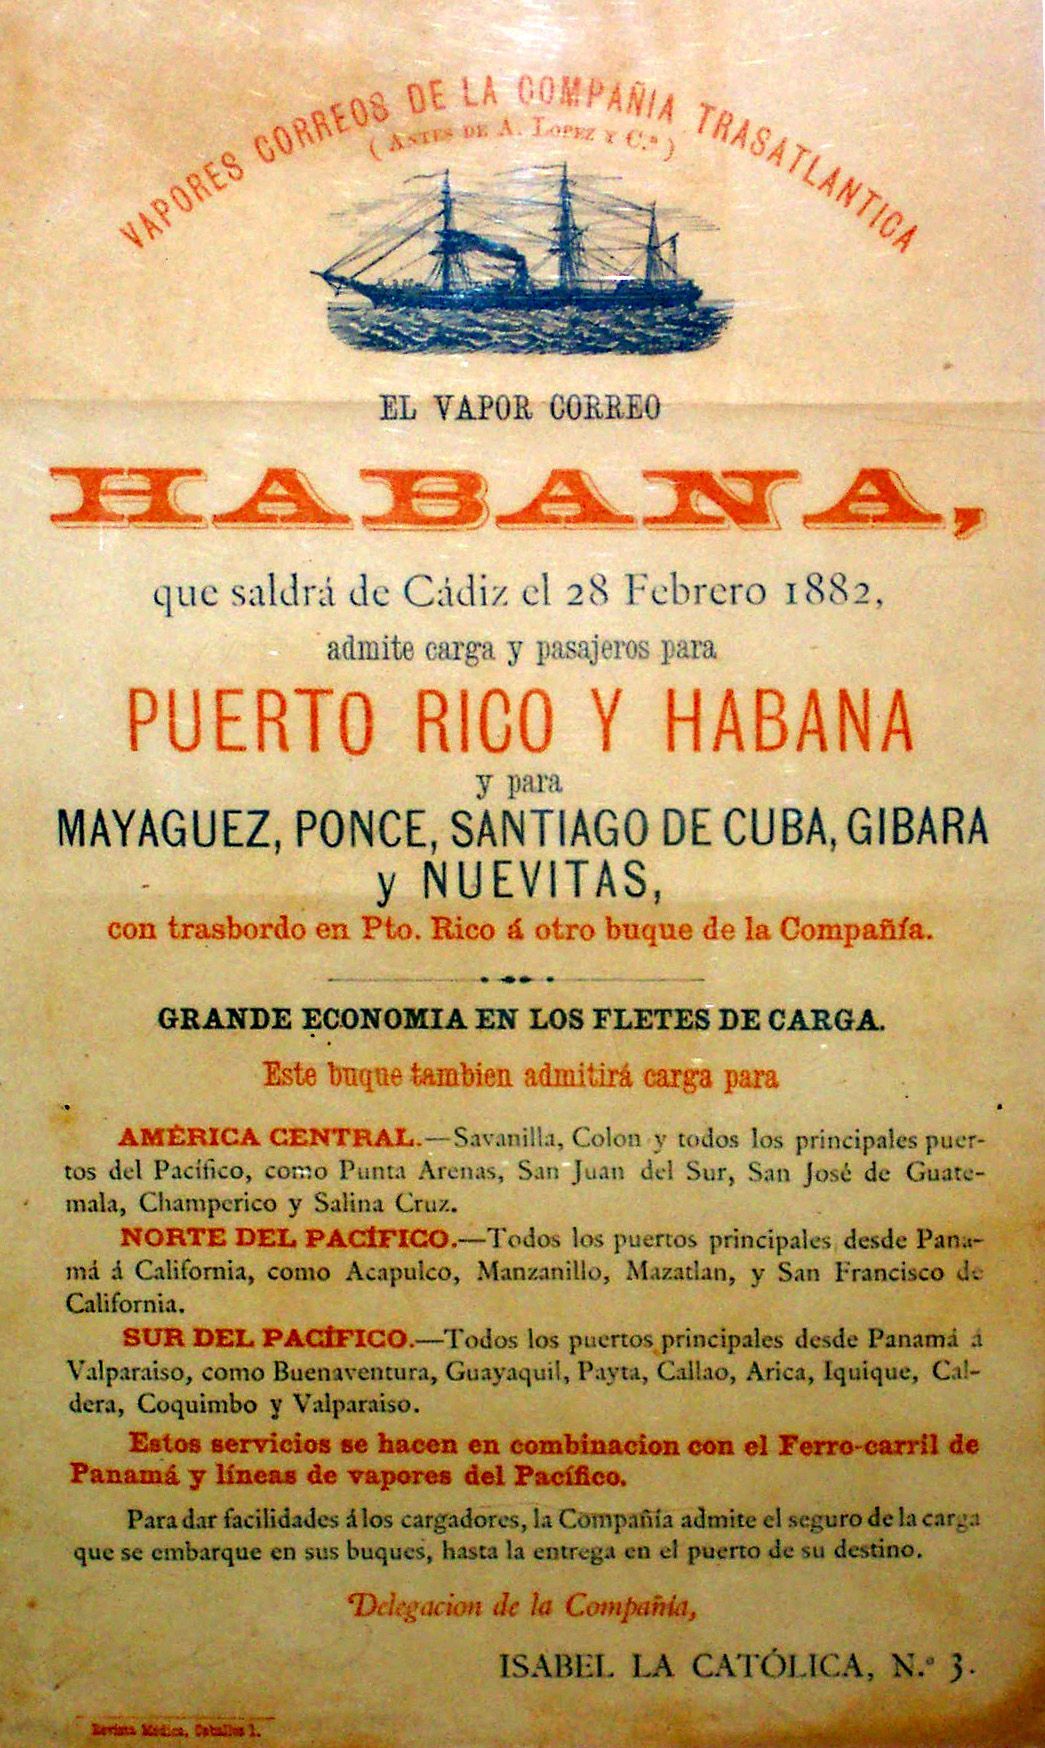 VAPORES CORREOS DE LA COMPAÑIA TRASATLANTICA
(ANTES DE A. LOPEZ Y C.ª)
EL VAPOR CORREO
HABANA,
que saldrá de Cádiz el 28 Febrero 1882,
admite carga y pasajeros para
PUERTO RICO Y HABANA
y para
MAYAGUEZ, PONCE, SANTIAGO DE CUBA, GIBARA
y NUEVITAS,
con trasbordo en Pto. Rico á otro buque de la Compañía.
GRANDE ECONOMIA EN LOS FLETES DE CARGA.
Este buque tambien admitirá carga para
AMÉRICA CENTRAL.—Savanilla, Colon y todos los principales puer-
tos del Pacífico, como Punta Arenas, San Juan del Sur, San José de Guate-
mala, Champerico y Salina Cruz.
NORTE DEL PACÍFICO.—Todos los puertos principales desde Pana-
má á California, como Acapulco, Manzanillo, Mazatlan, y San Francisco de
California.
SUR DEL PACÍFICO.—Todos los puertos principales desde Panamá á
Valparaiso, como Buenaventura, Guayaquil, Payta, Callao, Arica, Iquique, Cal-
dera, Coquimbo y Valparaiso.
Estos servicios se hacen en combinacion con el Ferro-carril de
Panamá y líneas de vapores del Pacífico.
Para dar facilidades á los cargadores, la Compañía admite el seguro de la carga
que se embarque en sus buques, hasta la entrega en el puerto de su destino.
Delegacion de la Compañía,
ISABEL LA CATÓLICA, N.º 3.
Revista Médica, Ceballos 1.